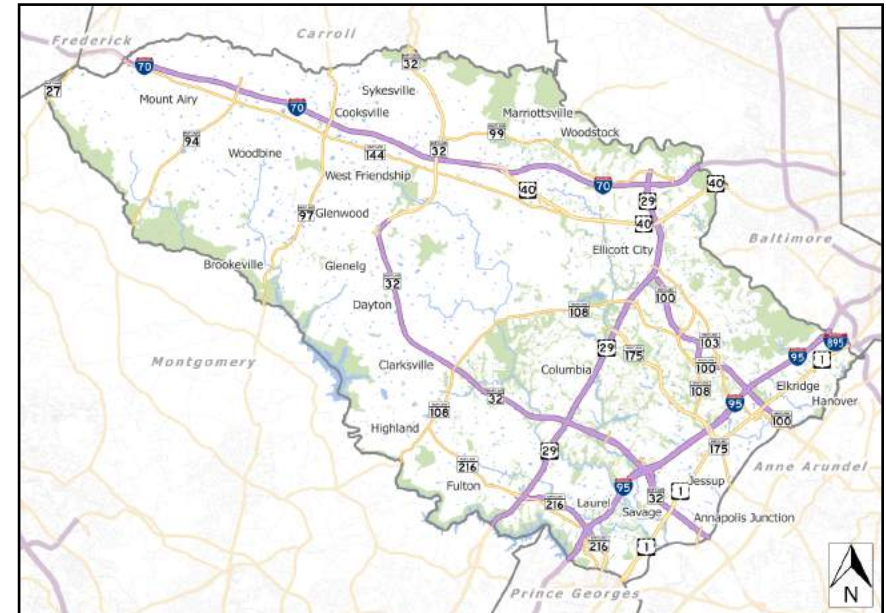 Carroll
Frederick
32
70
27
Sykesville
Mount Airy
70
Cooksville
Marriottsville
94
99
Woodstock
Woodbine
144
32
West Friendship
40
70
40
29
97
Glenwood
40
Baltimore
Ellicott City
Brookeville
Glenelg
32
100
Dayton
108
103
895
29
175
95
1
Montgomery
Clarksville
Columbia
100
108
Elkridge
32
95
Hanover
108
100
Highland
29
175
216
Anne Arundel
Fulton
95
Jessup
1
216
Laurel
32
Savage
Annapolis Junction
216
1
Prince Georges
N